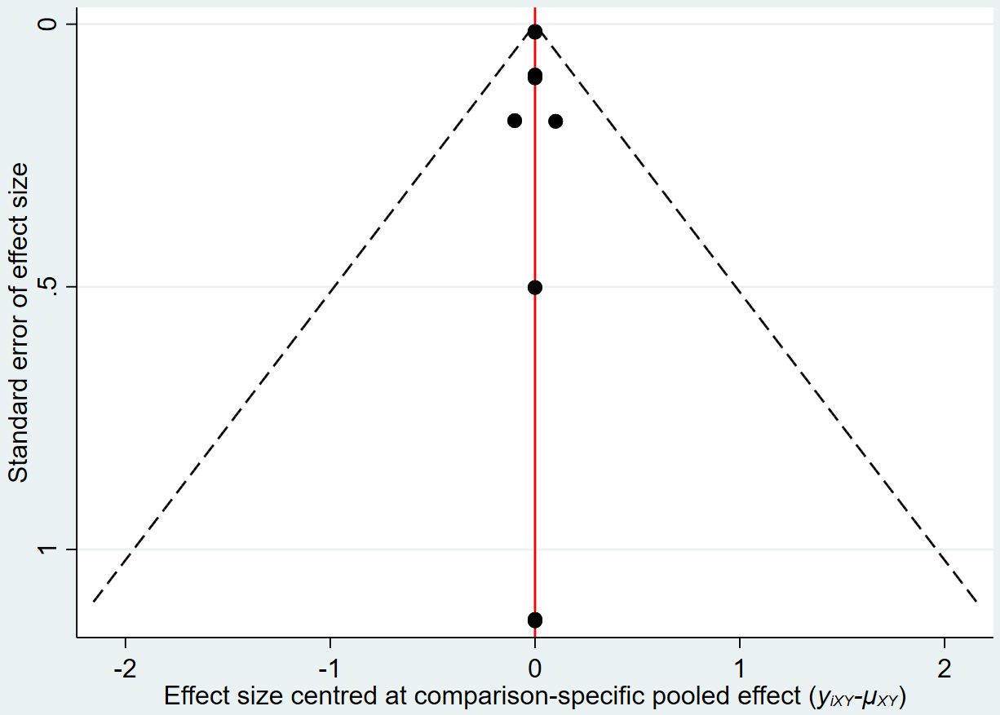 0
.5
1
Standard error of effect size
-2 -1 0 1 2
Effect size centred at comparison-specific pooled effect (yiXY-μXY)